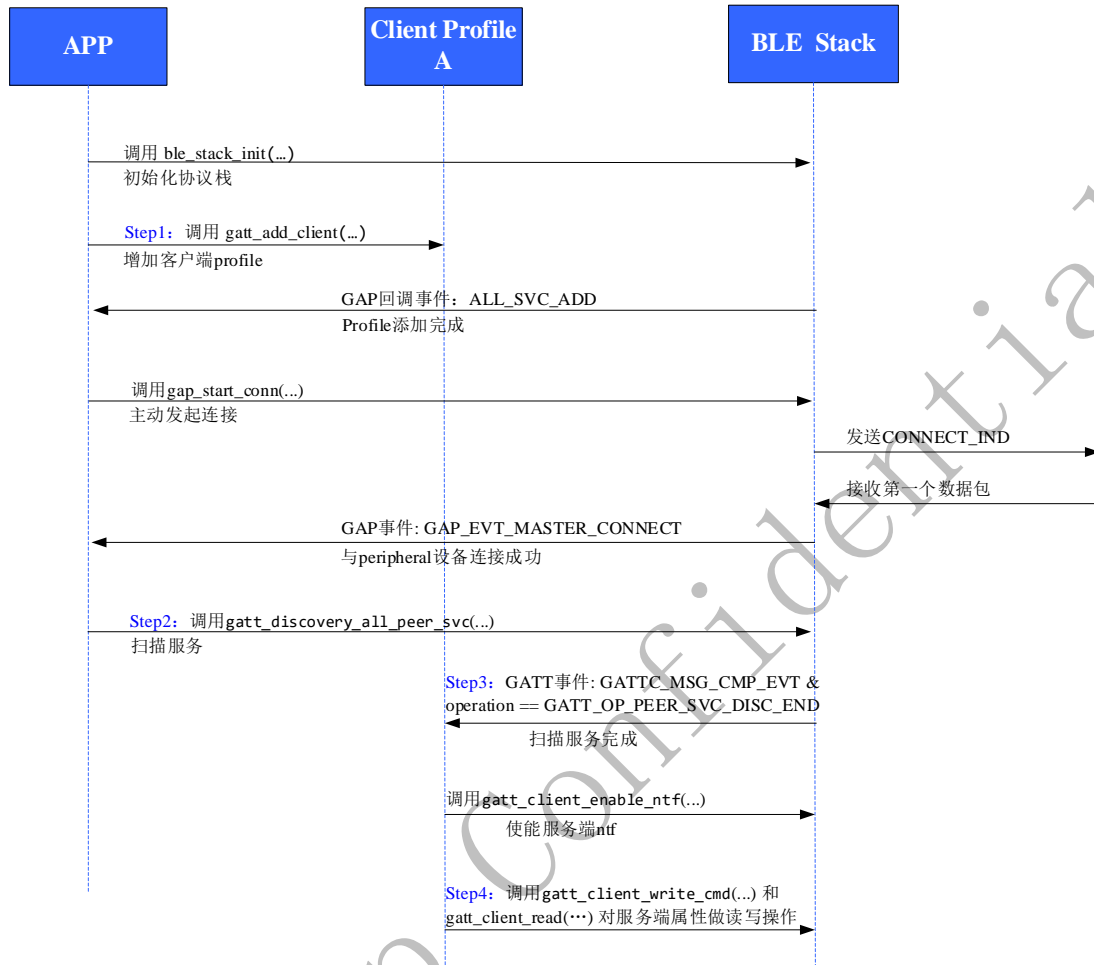 APP
Client Profile
A
BLE Stack
调用 ble_stack_init(…)
初始化协议栈
Step1：调用 gatt_add_client(…)
增加客户端profile
GAP回调事件：ALL_SVC_ADD
Profile添加完成
调用gap_start_conn(...)
主动发起连接
发送CONNECT_IND
接收第一个数据包
GAP事件: GAP_EVT_MASTER_CONNECT
与peripheral设备连接成功
Step2：调用gatt_discovery_all_peer_svc(...)
扫描服务
Step3：GATT事件: GATTC_MSG_CMP_EVT &
operation == GATT_OP_PEER_SVC_DISC_END
扫描服务完成
调用gatt_client_enable_ntf(...)
使能服务端ntf
Step4：调用gatt_client_write_cmd(...) 和
gatt_client_read(⋯) 对服务端属性做读写操作
p Confidential